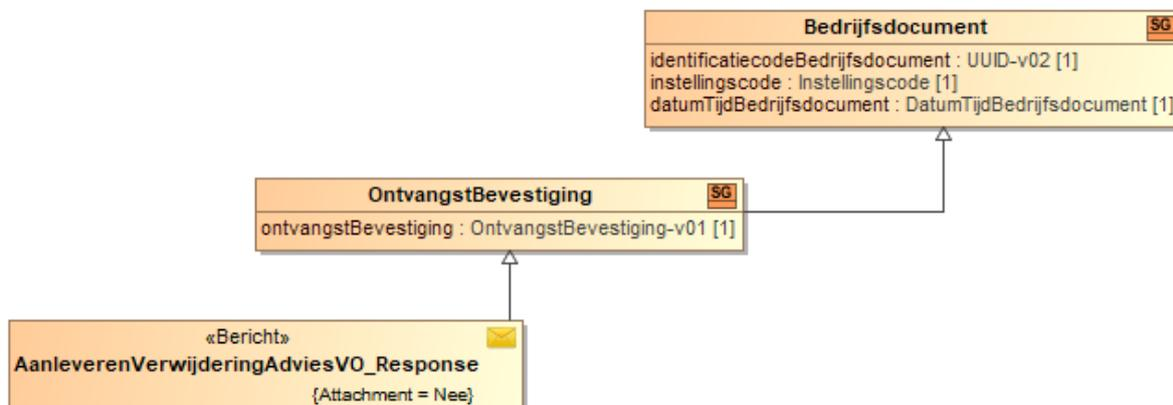 Bedrijfsdocument
SG
identificatiecodeBedrijfsdocument : UUID-v02 [1]
instellingscode : Instellingscode [1]
datumTijdBedrijfsdocument : DatumTijdBedrijfsdocument [1]
OntvangstBevestiging
SG
ontvangstBevestiging : OntvangstBevestiging-v01 [1]
«Bericht»
AanleverenVerwijderingAdviesVO_Response
{Attachment = Nee}